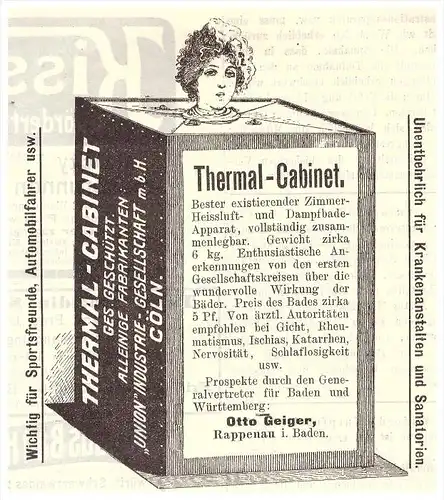 Wichtig für Sportsfreunde, Automobilfahrer usw.
THERMAL-CABINET
GES. GESCHÜTZT.
ALLEINIGE FABRIKANTEN:
„UNION" INDUSTRIE-GESELLSCHAFT m. b. H.
CÖLN.
Thermal-Cabinet.
Bester existierender Zimmer-
Heissluft- und Dampfbade-
Apparat, vollständig zusam-
menlegbar. Gewicht zirka
6 kg. Enthusiastische An-
erkennungen von den ersten
Gesellschaftskreisen über die
wundervolle Wirkung der
Bäder. Preis des Bades zirka
5 Pf. Von ärztl. Autoritäten
empfohlen bei Gicht, Rheu-
matismus, Ischias, Katarrhen,
Nervosität, Schlaflosigkeit
usw.
Prospekte durch den Gene-
ralvertreter für Baden und
Württemberg:
Otto Geiger,
Rappenau i. Baden.
Unentbehrlich für Krankenanstalten und Sanatorien.